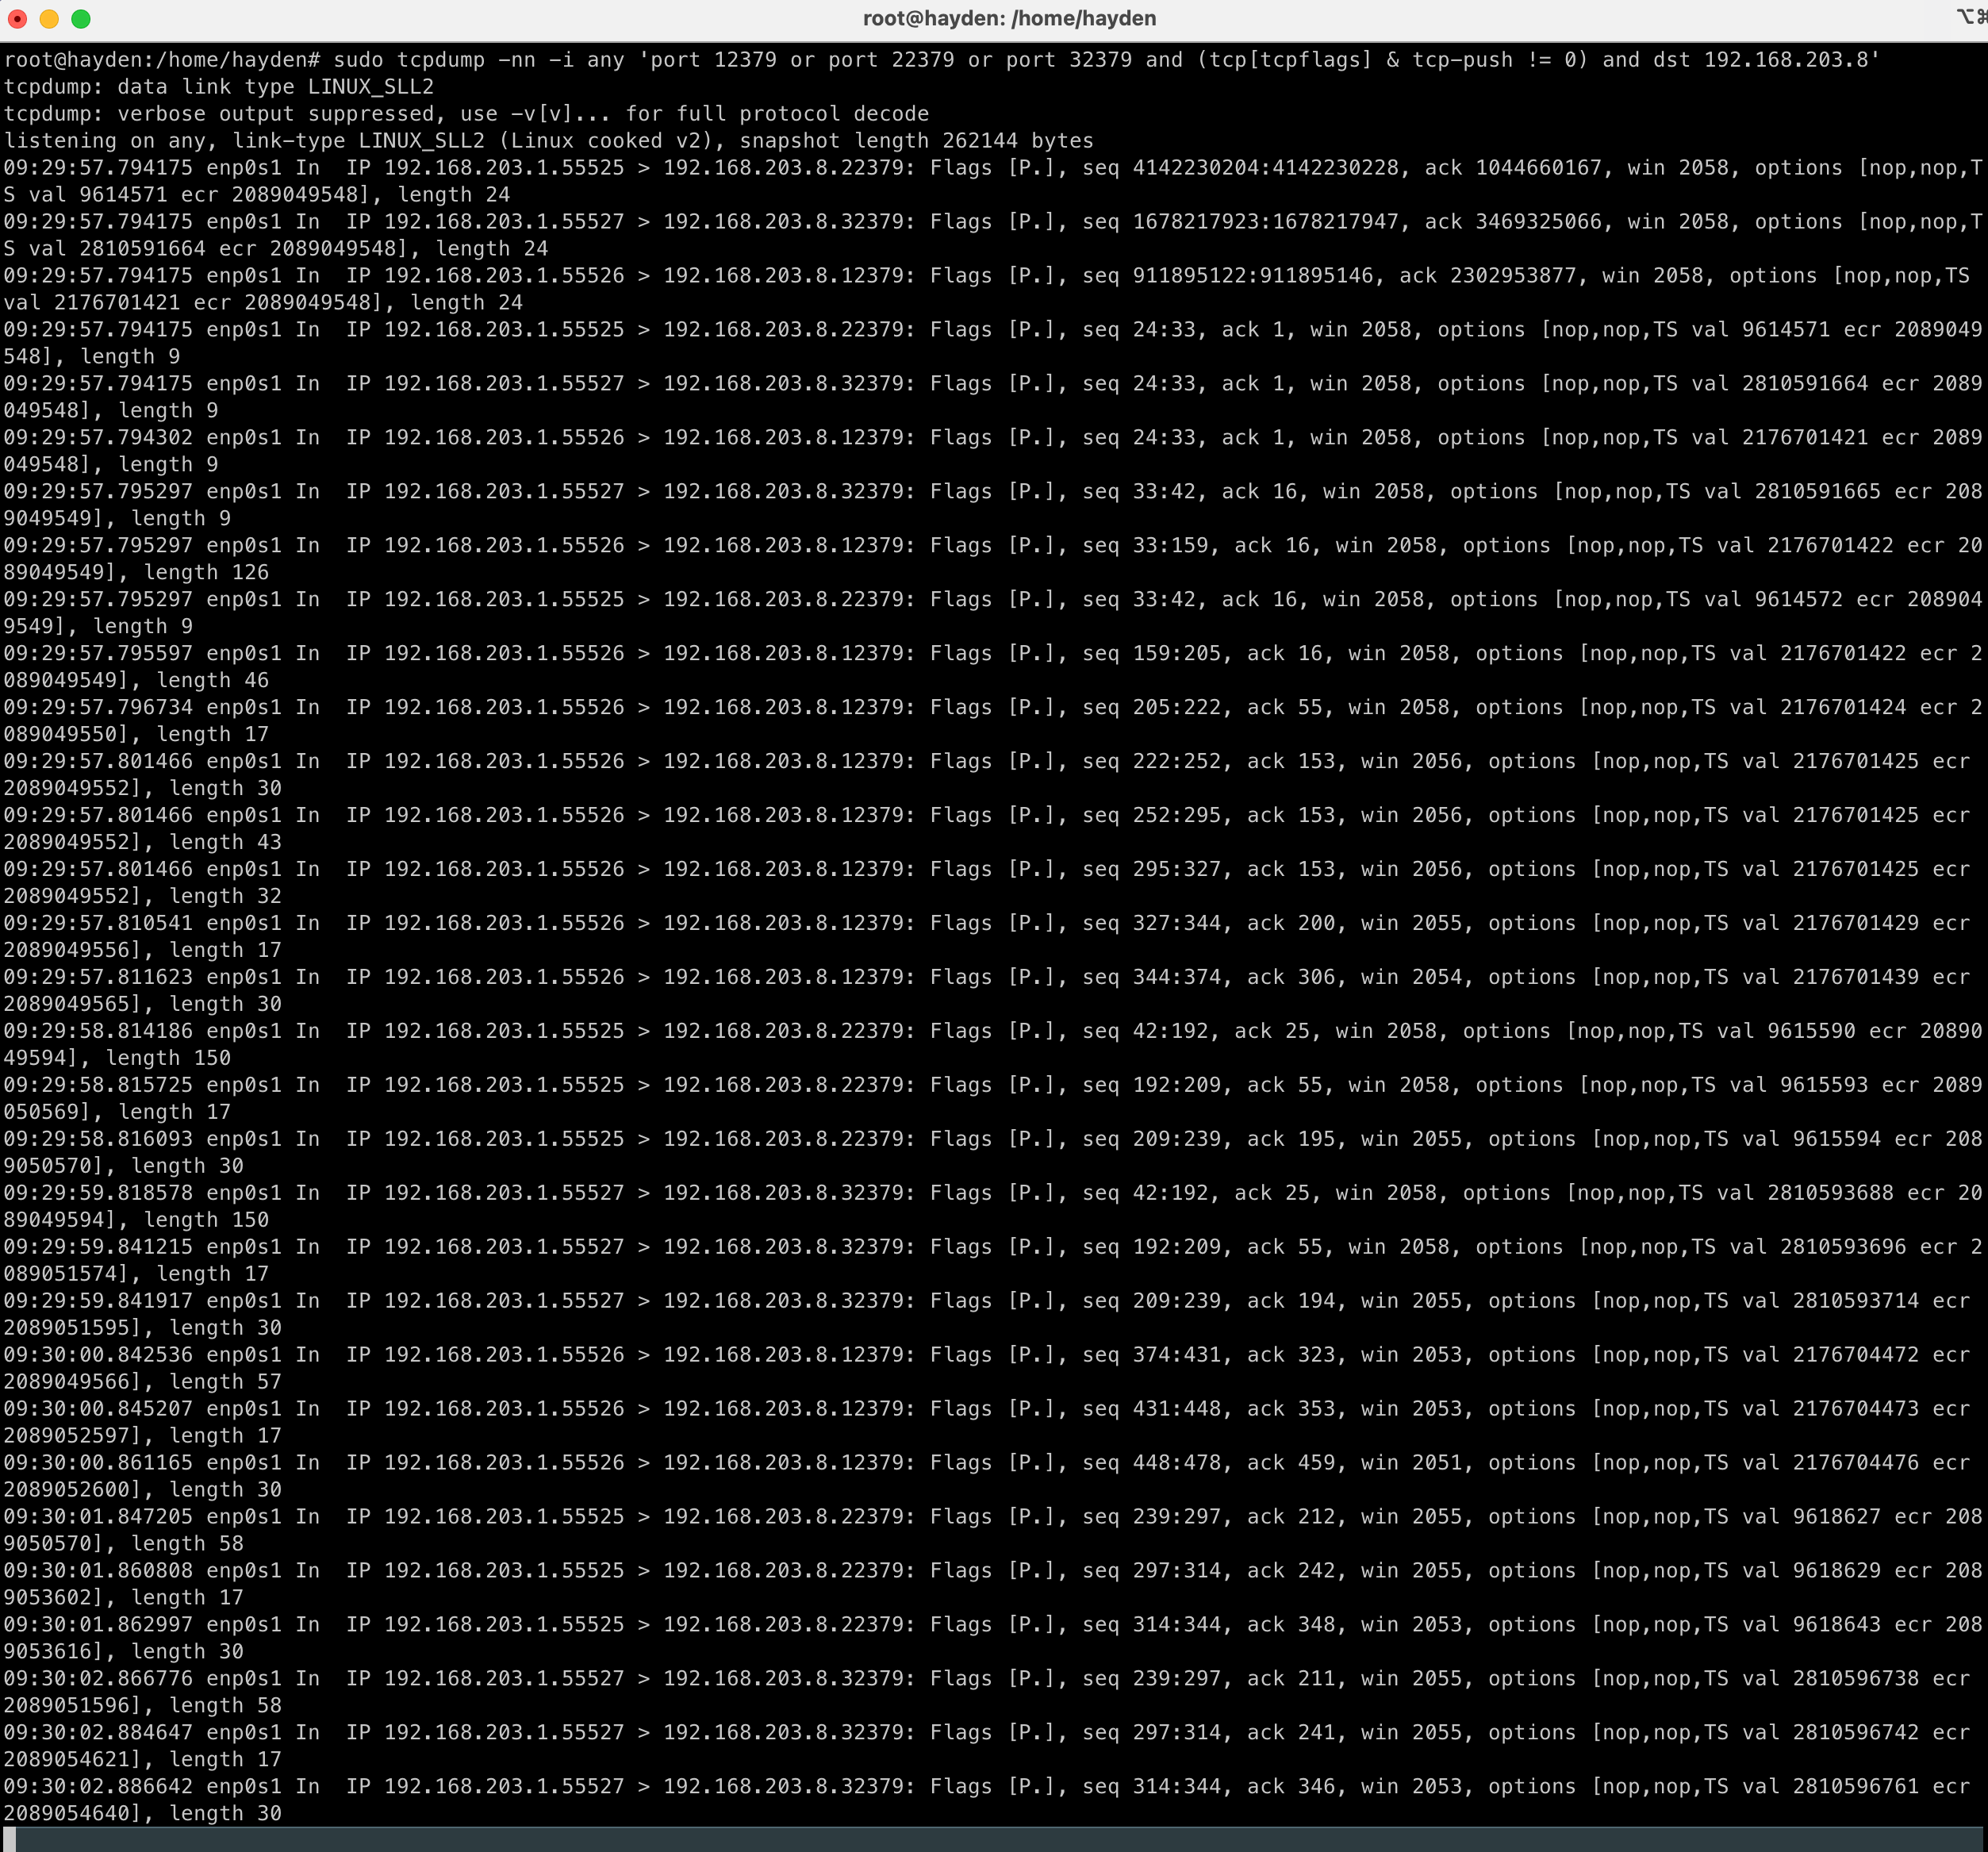 root@hayden: /home/hayden
⌥⌘
root@hayden:/home/hayden# sudo tcpdump -nn -i any 'port 12379 or port 22379 or port 32379 and (tcp[tcpflags] & tcp-push != 0) and dst 192.168.203.8'
tcpdump: data link type LINUX_SLL2
tcpdump: verbose output suppressed, use -v[v]... for full protocol decode
listening on any, link-type LINUX_SLL2 (Linux cooked v2), snapshot length 262144 bytes
09:29:57.794175 enp0s1 In  IP 192.168.203.1.55525 > 192.168.203.8.22379: Flags [P.], seq 4142230204:4142230228, ack 1044660167, win 2058, options [nop,nop,T
S val 9614571 ecr 2089049548], length 24
09:29:57.794175 enp0s1 In  IP 192.168.203.1.55527 > 192.168.203.8.32379: Flags [P.], seq 1678217923:1678217947, ack 3469325066, win 2058, options [nop,nop,T
S val 2810591664 ecr 2089049548], length 24
09:29:57.794175 enp0s1 In  IP 192.168.203.1.55526 > 192.168.203.8.12379: Flags [P.], seq 911895122:911895146, ack 2302953877, win 2058, options [nop,nop,TS
val 2176701421 ecr 2089049548], length 24
09:29:57.794175 enp0s1 In  IP 192.168.203.1.55525 > 192.168.203.8.22379: Flags [P.], seq 24:33, ack 1, win 2058, options [nop,nop,TS val 9614571 ecr 2089049
548], length 9
09:29:57.794175 enp0s1 In  IP 192.168.203.1.55527 > 192.168.203.8.32379: Flags [P.], seq 24:33, ack 1, win 2058, options [nop,nop,TS val 2810591664 ecr 2089
049548], length 9
09:29:57.794302 enp0s1 In  IP 192.168.203.1.55526 > 192.168.203.8.12379: Flags [P.], seq 24:33, ack 1, win 2058, options [nop,nop,TS val 2176701421 ecr 2089
049548], length 9
09:29:57.795297 enp0s1 In  IP 192.168.203.1.55527 > 192.168.203.8.32379: Flags [P.], seq 33:42, ack 16, win 2058, options [nop,nop,TS val 2810591665 ecr 208
9049549], length 9
09:29:57.795297 enp0s1 In  IP 192.168.203.1.55526 > 192.168.203.8.12379: Flags [P.], seq 33:159, ack 16, win 2058, options [nop,nop,TS val 2176701422 ecr 20
89049549], length 126
09:29:57.795297 enp0s1 In  IP 192.168.203.1.55525 > 192.168.203.8.22379: Flags [P.], seq 33:42, ack 16, win 2058, options [nop,nop,TS val 9614572 ecr 208904
9549], length 9
09:29:57.795597 enp0s1 In  IP 192.168.203.1.55526 > 192.168.203.8.12379: Flags [P.], seq 159:205, ack 16, win 2058, options [nop,nop,TS val 2176701422 ecr 2
089049549], length 46
09:29:57.796734 enp0s1 In  IP 192.168.203.1.55526 > 192.168.203.8.12379: Flags [P.], seq 205:222, ack 55, win 2058, options [nop,nop,TS val 2176701424 ecr 2
089049550], length 17
09:29:57.801466 enp0s1 In  IP 192.168.203.1.55526 > 192.168.203.8.12379: Flags [P.], seq 222:252, ack 153, win 2056, options [nop,nop,TS val 2176701425 ecr
2089049552], length 30
09:29:57.801466 enp0s1 In  IP 192.168.203.1.55526 > 192.168.203.8.12379: Flags [P.], seq 252:295, ack 153, win 2056, options [nop,nop,TS val 2176701425 ecr
2089049552], length 43
09:29:57.801466 enp0s1 In  IP 192.168.203.1.55526 > 192.168.203.8.12379: Flags [P.], seq 295:327, ack 153, win 2056, options [nop,nop,TS val 2176701425 ecr
2089049552], length 32
09:29:57.810541 enp0s1 In  IP 192.168.203.1.55526 > 192.168.203.8.12379: Flags [P.], seq 327:344, ack 200, win 2055, options [nop,nop,TS val 2176701429 ecr
2089049556], length 17
09:29:57.811623 enp0s1 In  IP 192.168.203.1.55526 > 192.168.203.8.12379: Flags [P.], seq 344:374, ack 306, win 2054, options [nop,nop,TS val 2176701439 ecr
2089049565], length 30
09:29:58.814186 enp0s1 In  IP 192.168.203.1.55525 > 192.168.203.8.22379: Flags [P.], seq 42:192, ack 25, win 2058, options [nop,nop,TS val 9615590 ecr 20890
49594], length 150
09:29:58.815725 enp0s1 In  IP 192.168.203.1.55525 > 192.168.203.8.22379: Flags [P.], seq 192:209, ack 55, win 2058, options [nop,nop,TS val 9615593 ecr 2089
050569], length 17
09:29:58.816093 enp0s1 In  IP 192.168.203.1.55525 > 192.168.203.8.22379: Flags [P.], seq 209:239, ack 195, win 2055, options [nop,nop,TS val 9615594 ecr 208
9050570], length 30
09:29:59.818578 enp0s1 In  IP 192.168.203.1.55527 > 192.168.203.8.32379: Flags [P.], seq 42:192, ack 25, win 2058, options [nop,nop,TS val 2810593688 ecr 20
89049594], length 150
09:29:59.841215 enp0s1 In  IP 192.168.203.1.55527 > 192.168.203.8.32379: Flags [P.], seq 192:209, ack 55, win 2058, options [nop,nop,TS val 2810593696 ecr 2
089051574], length 17
09:29:59.841917 enp0s1 In  IP 192.168.203.1.55527 > 192.168.203.8.32379: Flags [P.], seq 209:239, ack 194, win 2055, options [nop,nop,TS val 2810593714 ecr
2089051595], length 30
09:30:00.842536 enp0s1 In  IP 192.168.203.1.55526 > 192.168.203.8.12379: Flags [P.], seq 374:431, ack 323, win 2053, options [nop,nop,TS val 2176704472 ecr
2089049566], length 57
09:30:00.845207 enp0s1 In  IP 192.168.203.1.55526 > 192.168.203.8.12379: Flags [P.], seq 431:448, ack 353, win 2053, options [nop,nop,TS val 2176704473 ecr
2089052597], length 17
09:30:00.861165 enp0s1 In  IP 192.168.203.1.55526 > 192.168.203.8.12379: Flags [P.], seq 448:478, ack 459, win 2051, options [nop,nop,TS val 2176704476 ecr
2089052600], length 30
09:30:01.847205 enp0s1 In  IP 192.168.203.1.55525 > 192.168.203.8.22379: Flags [P.], seq 239:297, ack 212, win 2055, options [nop,nop,TS val 9618627 ecr 208
9050570], length 58
09:30:01.860808 enp0s1 In  IP 192.168.203.1.55525 > 192.168.203.8.22379: Flags [P.], seq 297:314, ack 242, win 2055, options [nop,nop,TS val 9618629 ecr 208
9053602], length 17
09:30:01.862997 enp0s1 In  IP 192.168.203.1.55525 > 192.168.203.8.22379: Flags [P.], seq 314:344, ack 348, win 2053, options [nop,nop,TS val 9618643 ecr 208
9053616], length 30
09:30:02.866776 enp0s1 In  IP 192.168.203.1.55527 > 192.168.203.8.32379: Flags [P.], seq 239:297, ack 211, win 2055, options [nop,nop,TS val 2810596738 ecr
2089051596], length 58
09:30:02.884647 enp0s1 In  IP 192.168.203.1.55527 > 192.168.203.8.32379: Flags [P.], seq 297:314, ack 241, win 2055, options [nop,nop,TS val 2810596742 ecr
2089054621], length 17
09:30:02.886642 enp0s1 In  IP 192.168.203.1.55527 > 192.168.203.8.32379: Flags [P.], seq 314:344, ack 346, win 2053, options [nop,nop,TS val 2810596761 ecr
2089054640], length 30